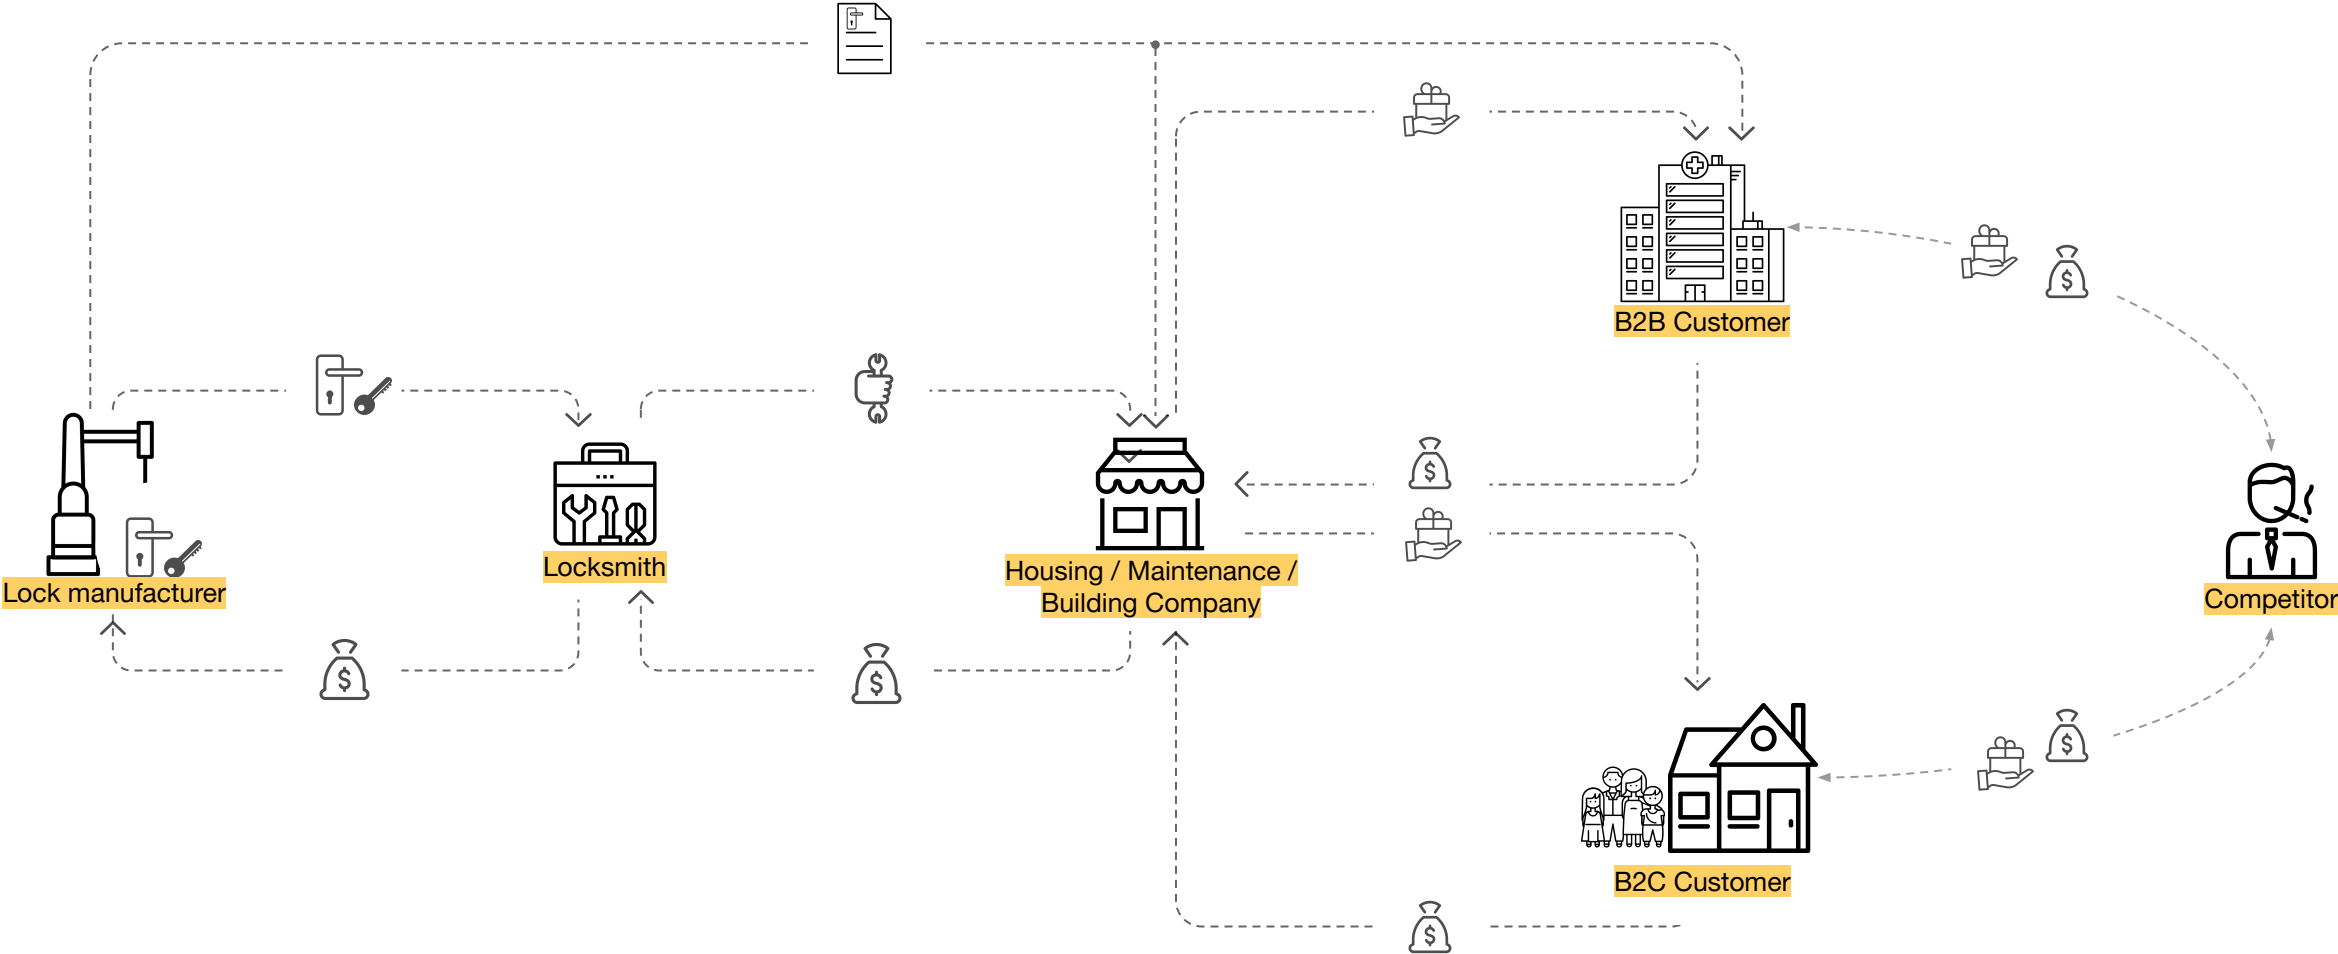 B2B Customer
Locksmith
Housing / Maintenance /
Building Company
Lock manufacturer
Competitor
B2C Customer
$
$
$
$
$
$